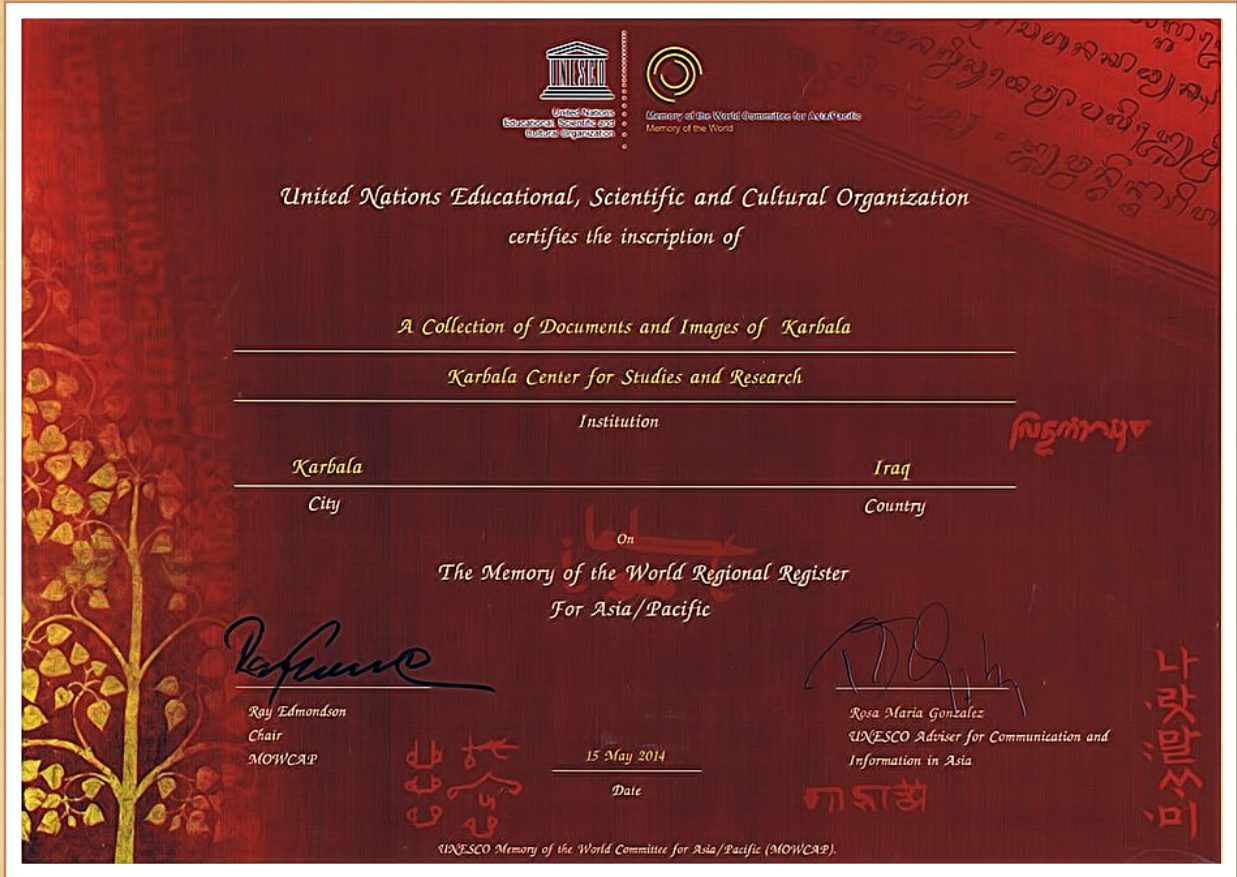 UNESCO
United Nations
Educational, Scientific and
Cultural Organization
Memory of the World Committee for Asia/Pacific
Memory of the World
United Nations Educational, Scientific and Cultural Organization
certifies the inscription of
A Collection of Documents and Images of Karbala
Karbala Center for Studies and Research
Institution
Karbala
Iraq
City
Country
On
The Memory of the World Regional Register
For Asia/Pacific
Ray Edmondson
Chair
MOWCAP
Rosa Maria Gonzalez
UNESCO Adviser for Communication and
Information in Asia
15 May 2014
Date
나랏말ᄊᆞ미
UNESCO Memory of the World Committee for Asia/Pacific (MOWCAP).